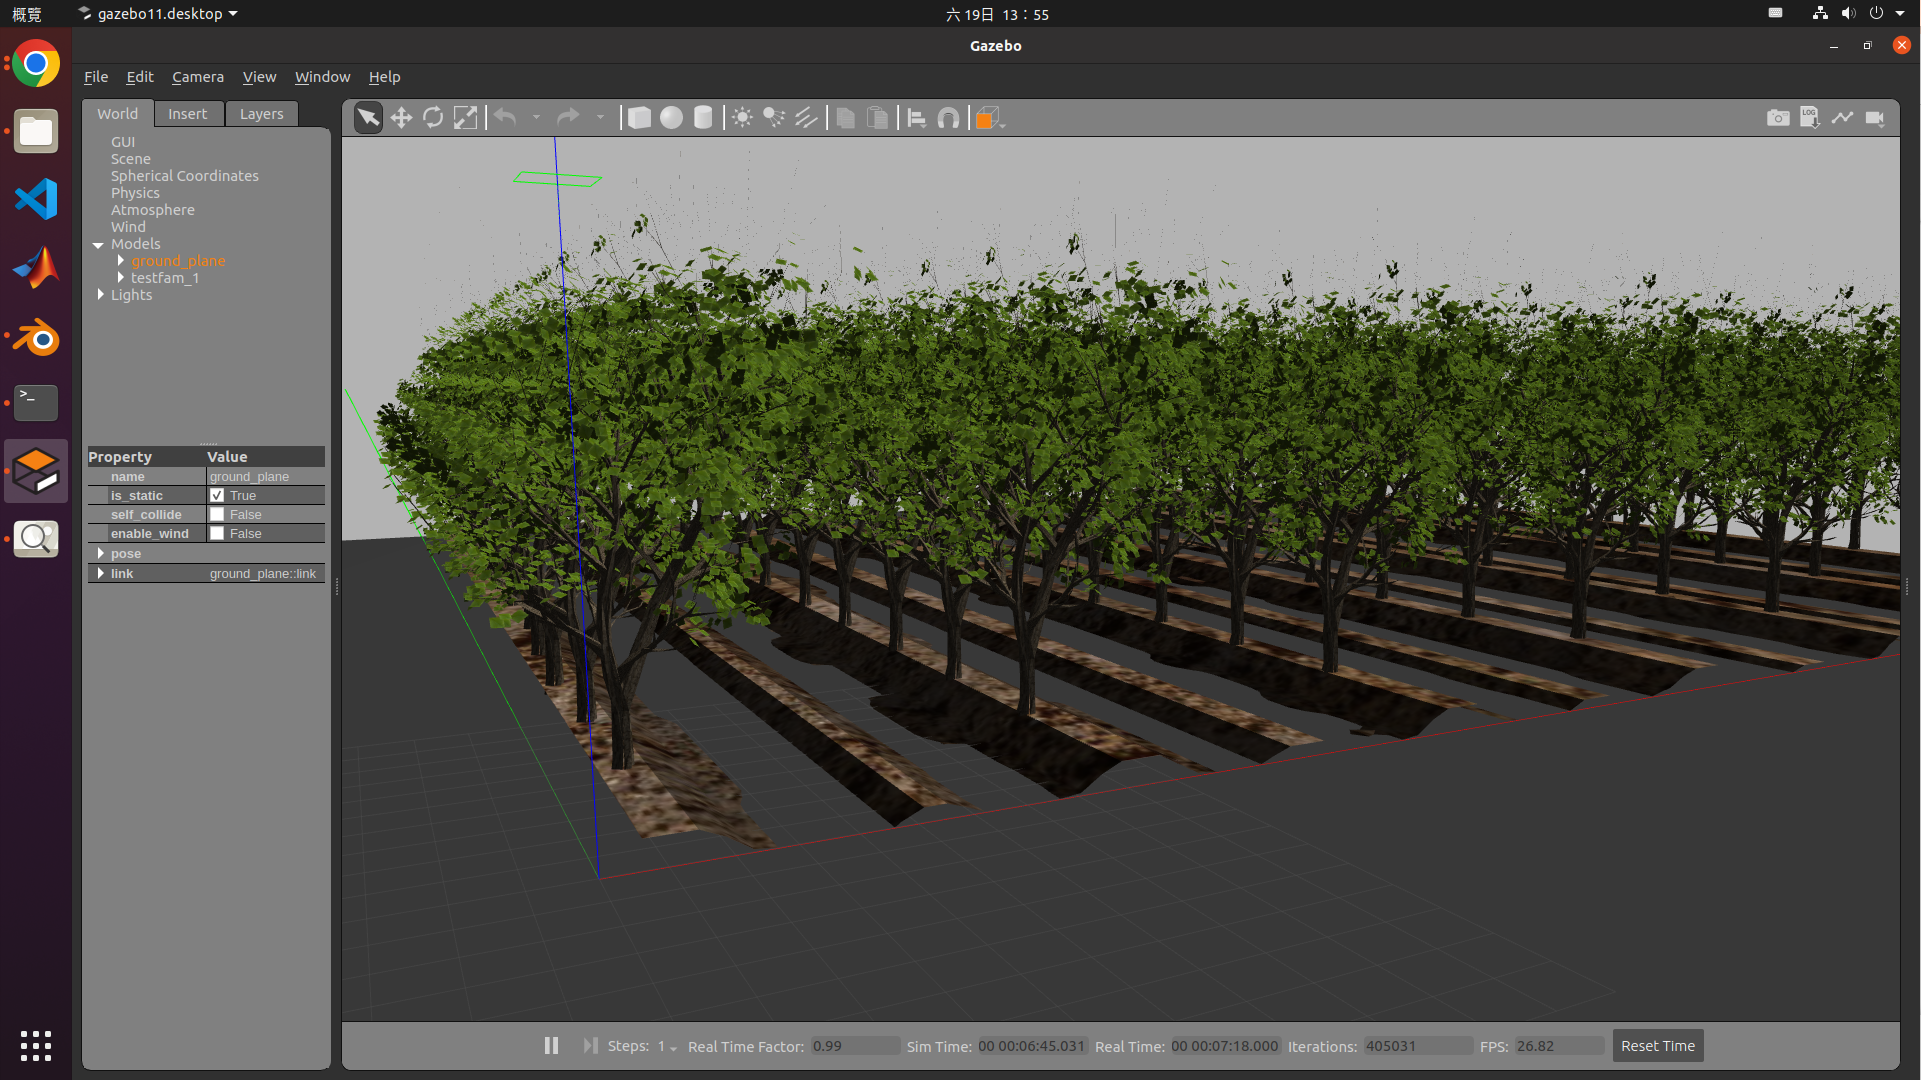 概覽
gazebo11.desktop
六 19日 13：55
Gazebo
File Edit Camera View Window Help
World Insert Layers
GUI
Scene
Spherical Coordinates
Physics
Atmosphere
Wind
Models
ground_plane
testfam_1
Lights
LOG
>_
Property Value
name ground_plane
is_static True
self_collide False
enable_wind False
pose
link ground_plane::link
Steps: 1 Real Time Factor: 0.99 Sim Time: 00 00:06:45.031 Real Time: 00 00:07:18.000 Iterations: 405031 FPS: 26.82 Reset Time